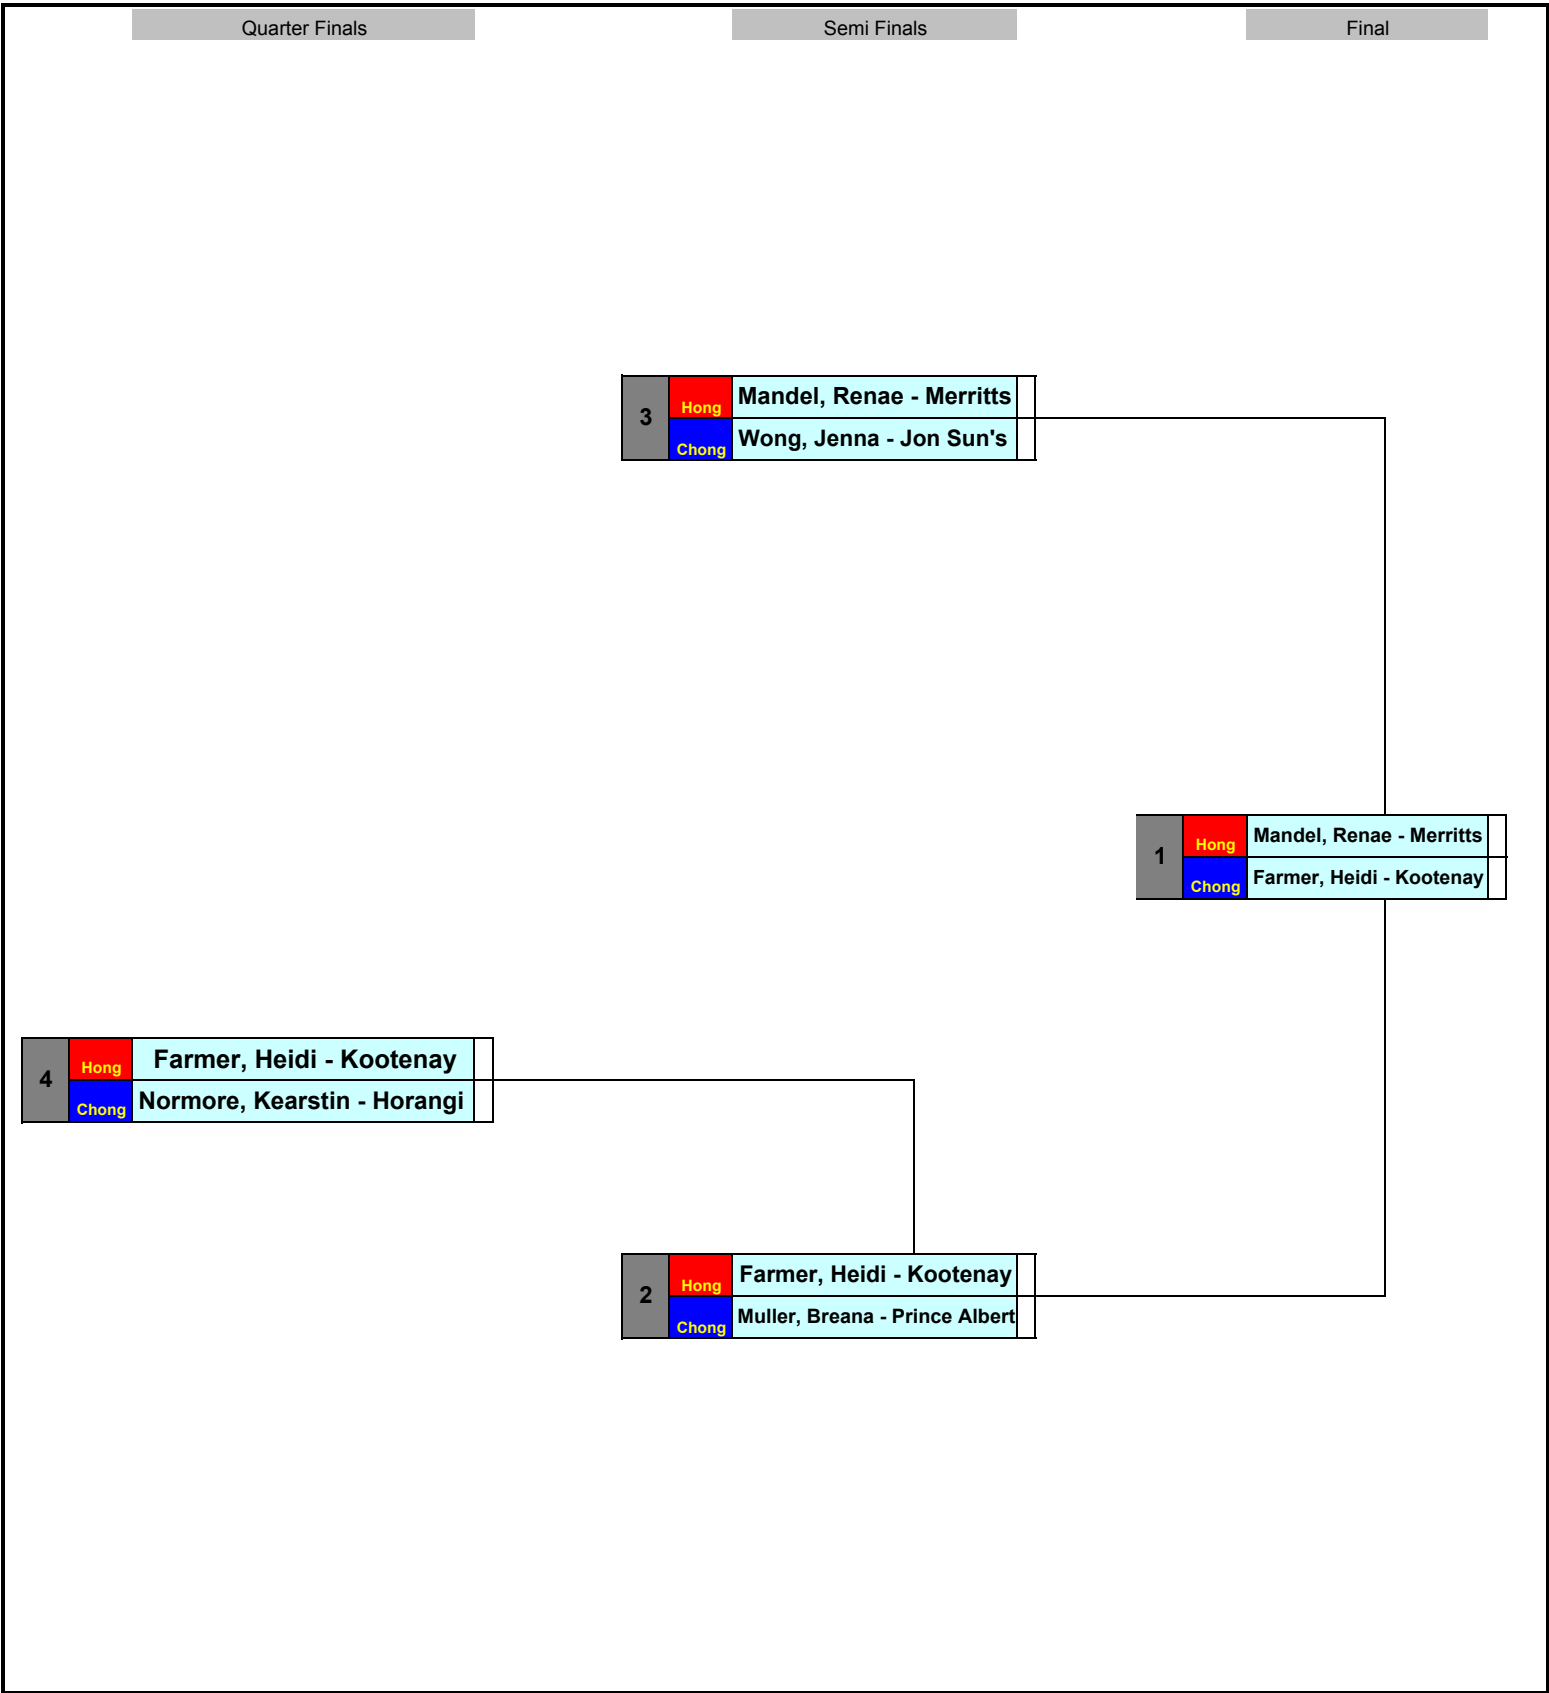 Quarter Finals
Semi Finals
Final
3
Hong
Mandel, Renae - Merritts
Chong
Wong, Jenna - Jon Sun's
1
Hong
Mandel, Renae - Merritts
Chong
Farmer, Heidi - Kootenay
4
Hong
Farmer, Heidi - Kootenay
Chong
Normore, Kearstin - Horangi
2
Hong
Farmer, Heidi - Kootenay
Chong
Muller, Breana - Prince Albert